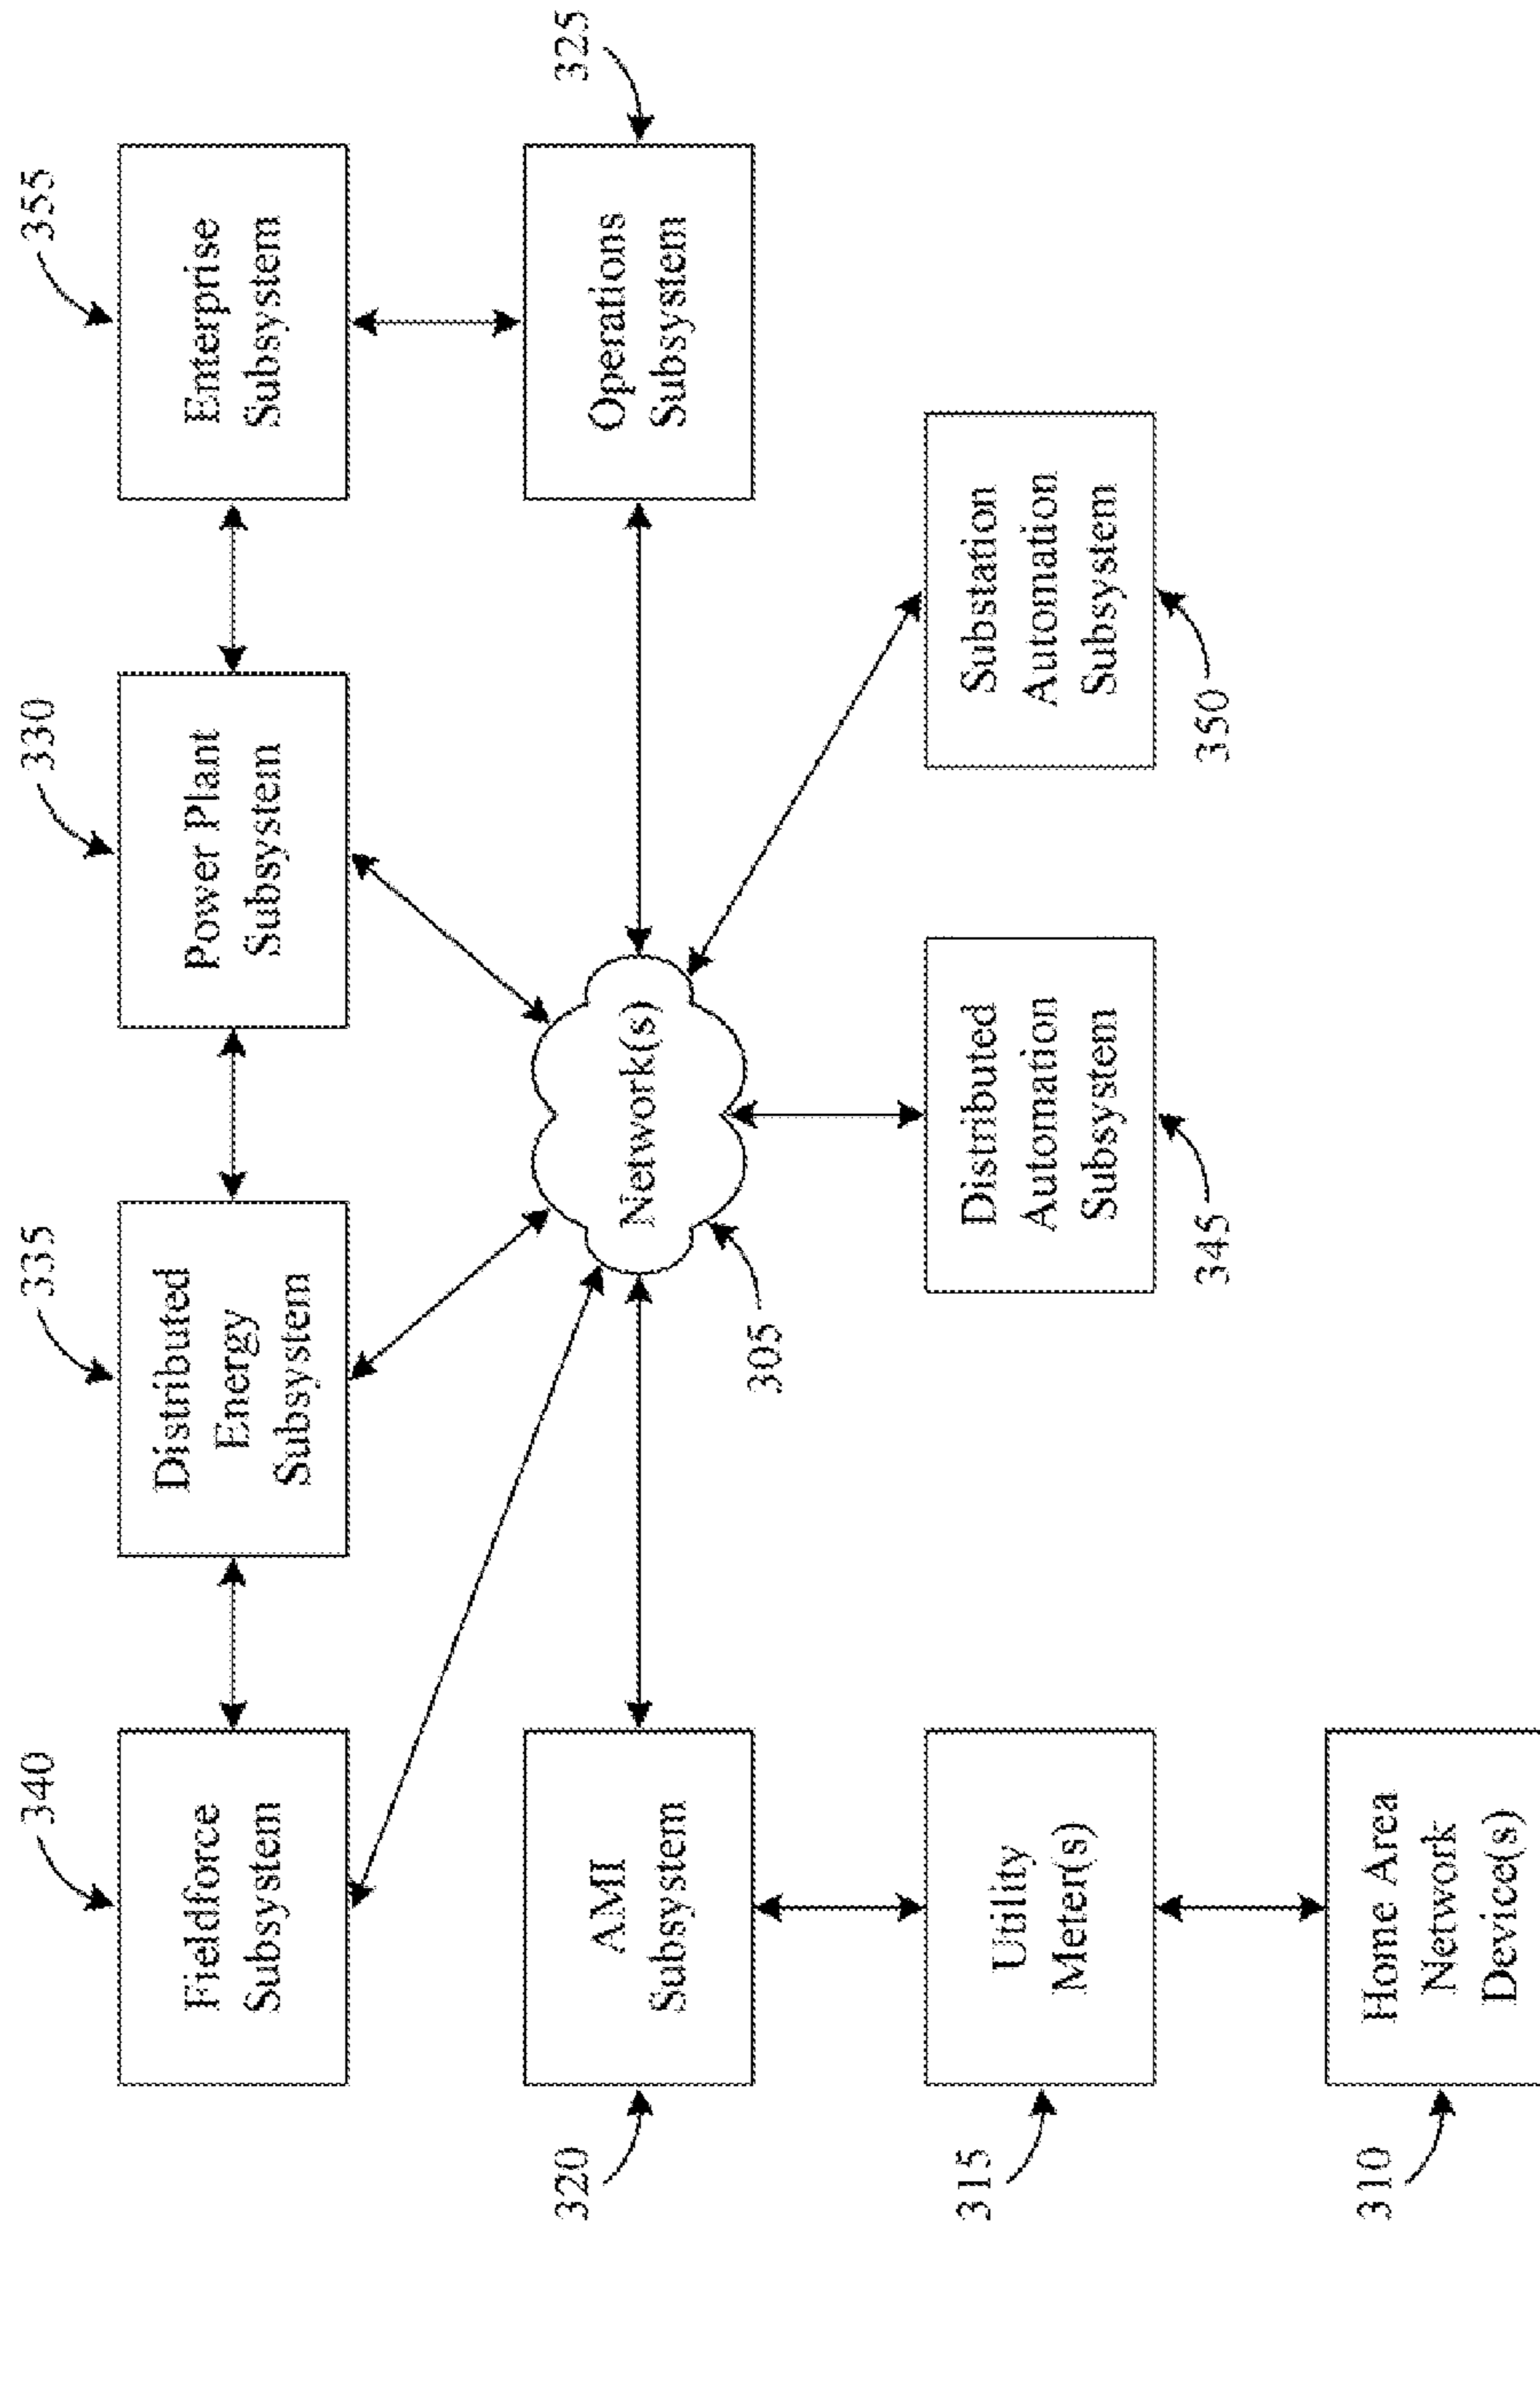 340
335
330
355
Fieldforce
Subsystem
Distributed
Energy
Subsystem
Power Plant
Subsystem
Enterprise
Subsystem
320
AMI
Subsystem
Network(s)
305
Operations
Subsystem
325
315
Utility
Meter(s)
Distributed
Automation
Subsystem
345
Substation
Automation
Subsystem
350
310
Home Area
Network
Device(s)